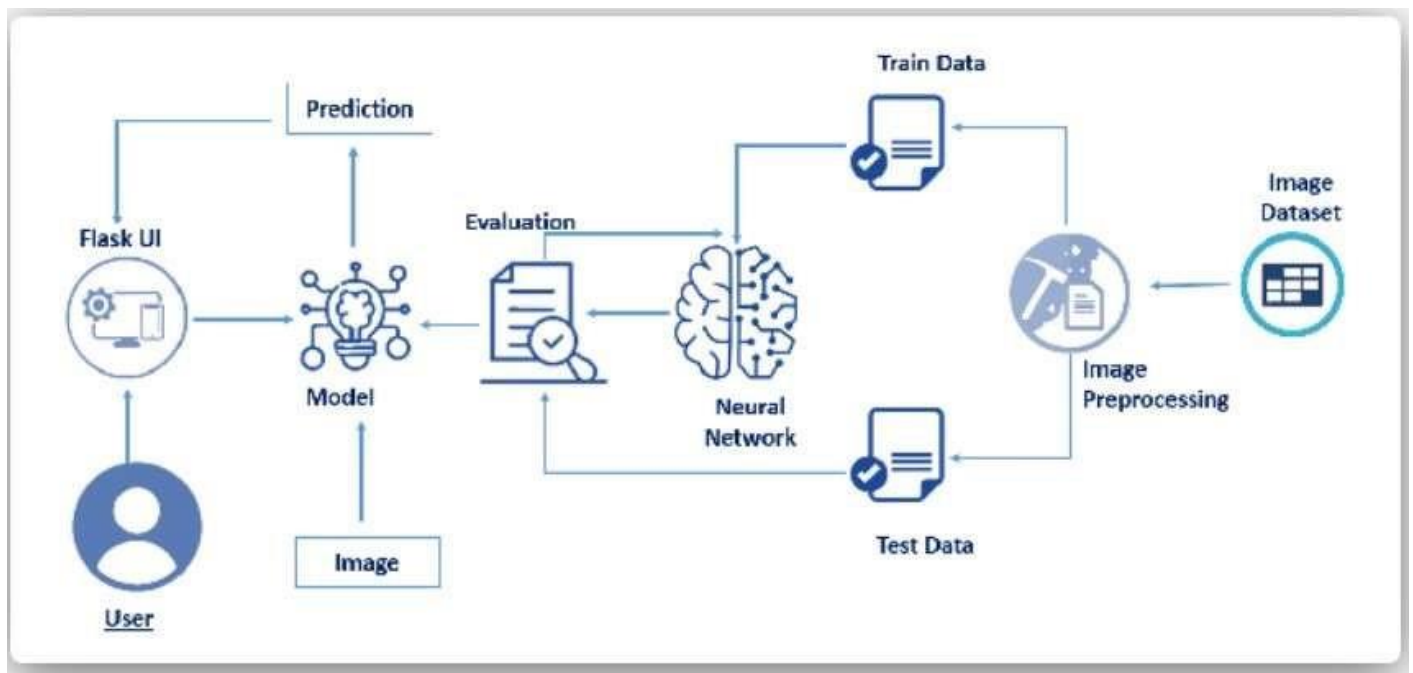 Train Data
Prediction
Image
Dataset
Evaluation
Flask UI
Image
Preprocessing
Model
Neural
Network
Test Data
Image
User